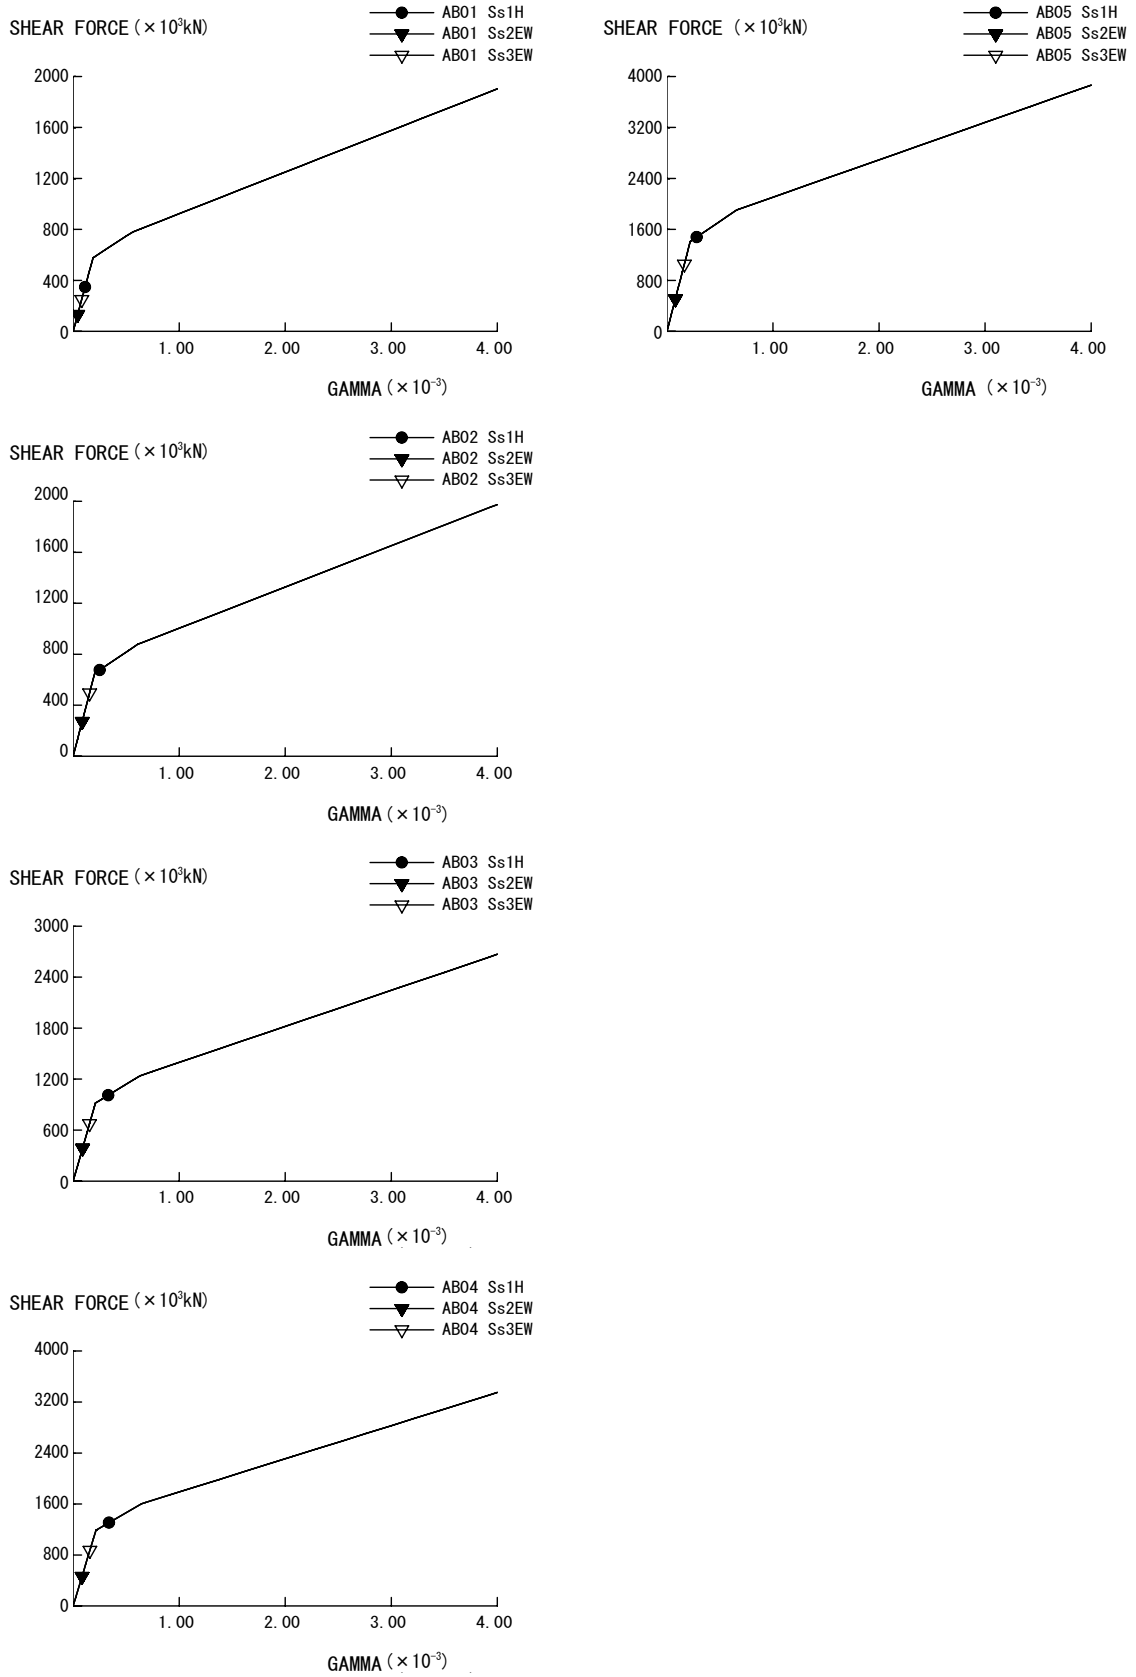 SHEAR FORCE(×10³kN)
AB01 Ss1H
AB01 Ss2EW
AB01 Ss3EW
2000
1600
1200
800
400
0
1.00 2.00 3.00 4.00
GAMMA(×10⁻³)
SHEAR FORCE (×10³kN)
AB05 Ss1H
AB05 Ss2EW
AB05 Ss3EW
4000
3200
2400
1600
800
0
1.00 2.00 3.00 4.00
GAMMA (×10⁻³)
SHEAR FORCE(×10³kN)
AB02 Ss1H
AB02 Ss2EW
AB02 Ss3EW
2000
1600
1200
800
400
0
1.00 2.00 3.00 4.00
GAMMA(×10⁻³)
SHEAR FORCE(×10³kN)
AB03 Ss1H
AB03 Ss2EW
AB03 Ss3EW
3000
2400
1800
1200
600
0
1.00 2.00 3.00 4.00
GAMMA(×10⁻³)
SHEAR FORCE(×10³kN)
AB04 Ss1H
AB04 Ss2EW
AB04 Ss3EW
4000
3200
2400
1600
800
0
1.00 2.00 3.00 4.00
GAMMA(×10⁻³)